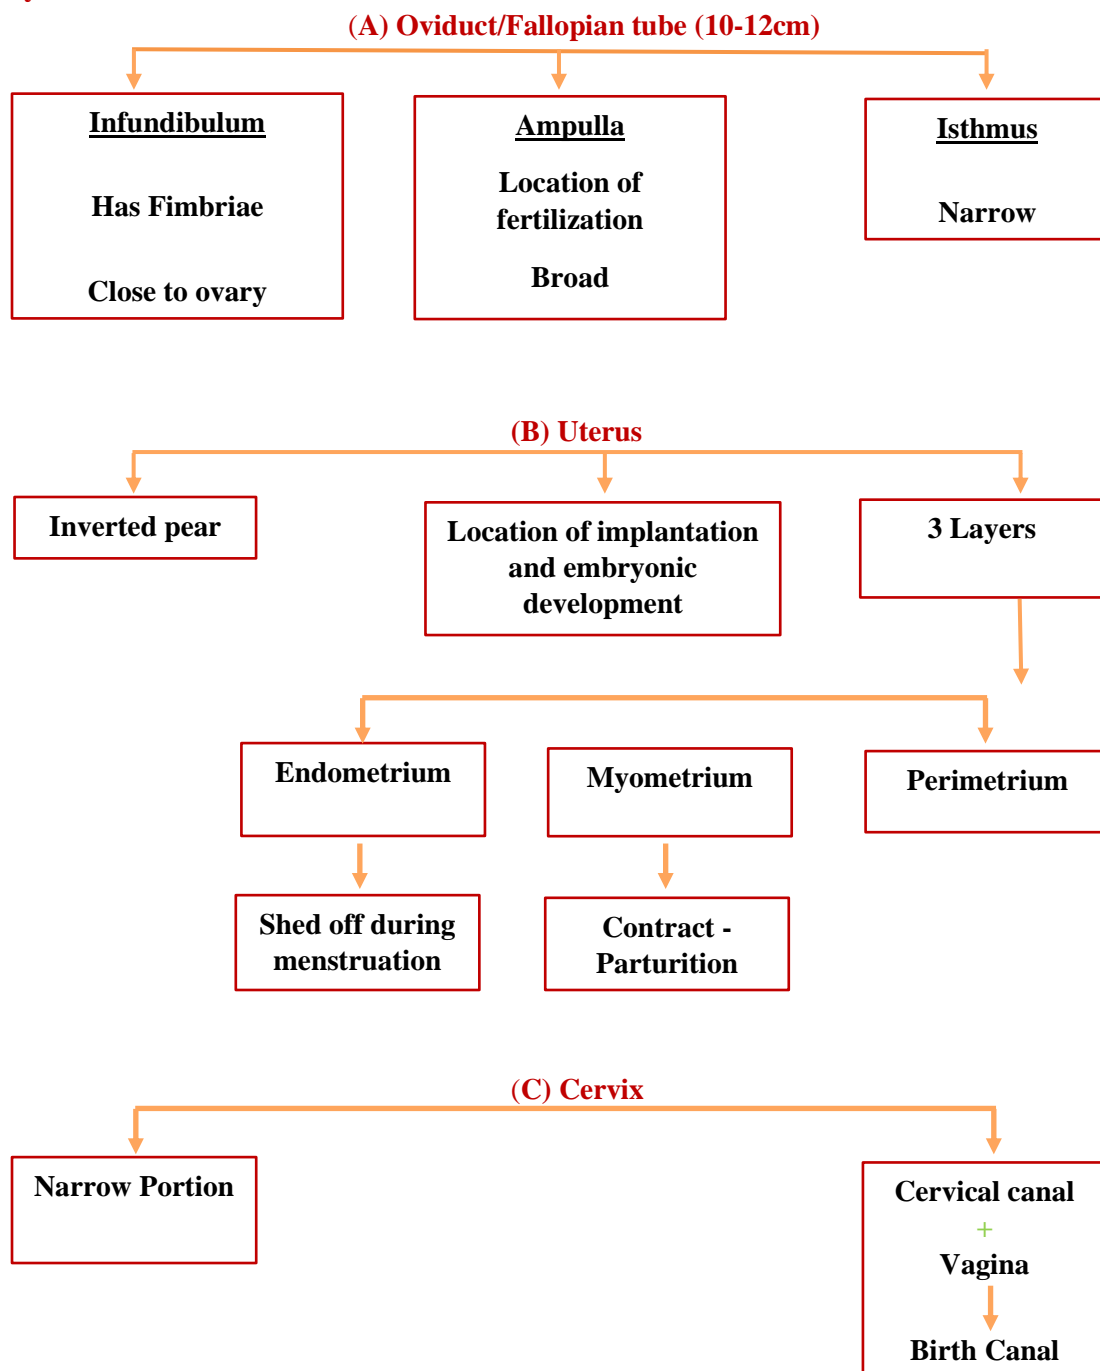 (A) Oviduct/Fallopian tube (10-12cm)
Infundibulum
Has Fimbriae
Close to ovary
Ampulla
Location of
fertilization
Broad
Isthmus
Narrow
(B) Uterus
Inverted pear
Location of implantation
and embryonic
development
3 Layers
Endometrium
Myometrium
Perimetrium
Shed off during
menstruation
Contract -
Parturition
(C) Cervix
Narrow Portion
Cervical canal
+
Vagina
Birth Canal